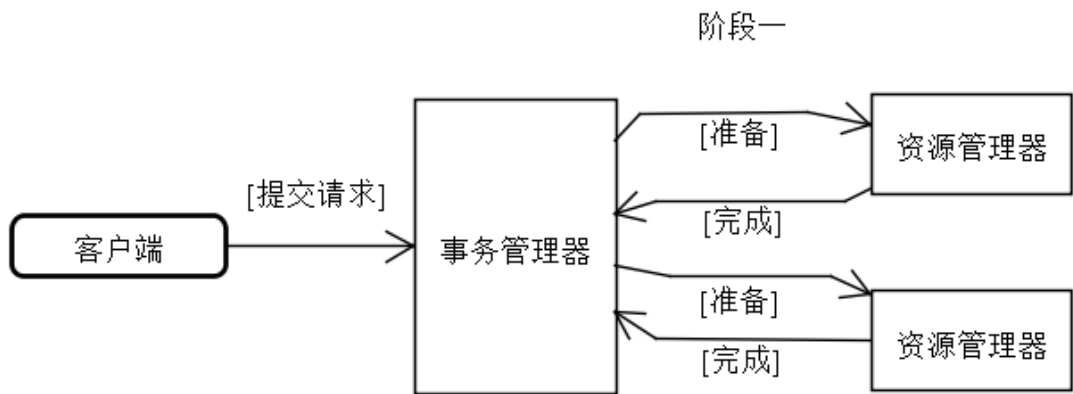 阶段一
[准备]
资源管理器
[提交请求]
[完成]
客户端
事务管理器
[准备]
[完成]
资源管理器